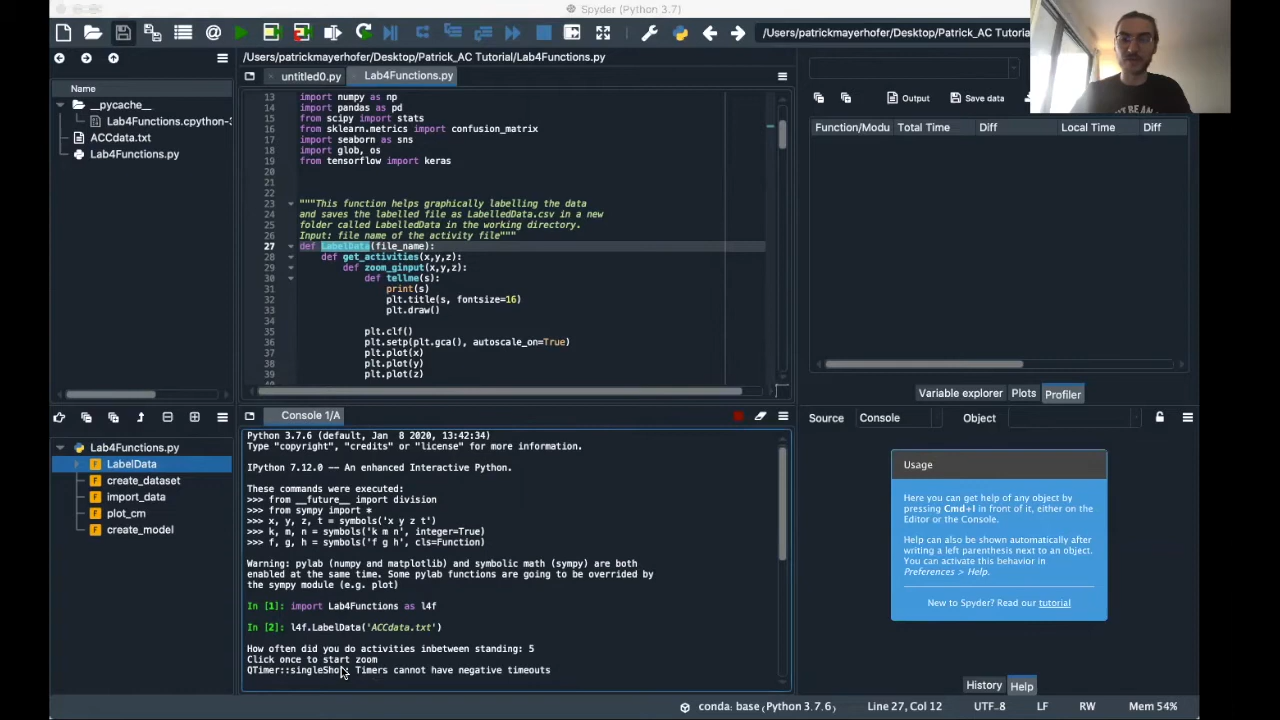 Spyder (Python 3.7)
/Users/patrickmayerhofer/Desktop/Patrick_AC Tutorial/Lab4Functions.py
untitled0.py
Lab4Functions.py
Name
__pycache__
Lab4Functions.cpython-3
ACCdata.txt
Lab4Functions.py
13 import numpy as np
14 import pandas as pd
15 from scipy import stats
16 from sklearn.metrics import confusion_matrix
17 import seaborn as sns
18 import glob, os
19 from tensorflow import keras
20
21
22
23 """This function helps graphically labelling the data
24 and saves the labelled file as LabelledData.csv in a new
25 folder called LabelledData in the working directory.
26 Input: file name of the activity file"""
27 def LabelData(file_name):
28 def get_activities(x,y,z):
29 def zoom_ginput(x,y,z):
30 def tellme(s):
31 print(s)
32 plt.title(s, fontsize=16)
33 plt.draw()
34
35 plt.clf()
36 plt.setp(plt.gca(), autoscale_on=True)
37 plt.plot(x)
38 plt.plot(y)
39 plt.plot(z)
/Users/patrickmayerhofer/Desktop/Patrick_AC Tutorial
Output
Save data
Function/Modu Total Time Diff Local Time Diff
Variable explorer Plots Profiler
Lab4Functions.py
LabelData
create_dataset
import_data
plot_cm
create_model
Console 1/A
Python 3.7.6 (default, Jan 8 2020, 13:42:34)
Type "copyright", "credits" or "license" for more information.
IPython 7.12.0 -- An enhanced Interactive Python.
These commands were executed:
>>> from __future__ import division
>>> from sympy import *
>>> x, y, z, t = symbols('x y z t')
>>> k, m, n = symbols('k m n', integer=True)
>>> f, g, h = symbols('f g h', cls=Function)
Warning: pylab (numpy and matplotlib) and symbolic math (sympy) are both
enabled at the same time. Some pylab functions are going to be overrided by
the sympy module (e.g. plot)
In [1]: import Lab4Functions as l4f
In [2]: l4f.LabelData('ACCdata.txt')
How often did you do activities inbetween standing: 5
Click once to start zoom
QTimer::singleShot: Timers cannot have negative timeouts
Source Console Object
Usage
Here you can get help of any object by
pressing Cmd+I in front of it, either on the
Editor or the Console.
Help can also be shown automatically after
writing a left parenthesis next to an object.
You can activate this behavior in
Preferences > Help.
New to Spyder? Read our tutorial
History Help
conda: base (Python 3.7.6) Line 27, Col 12 UTF-8 LF RW Mem 54%